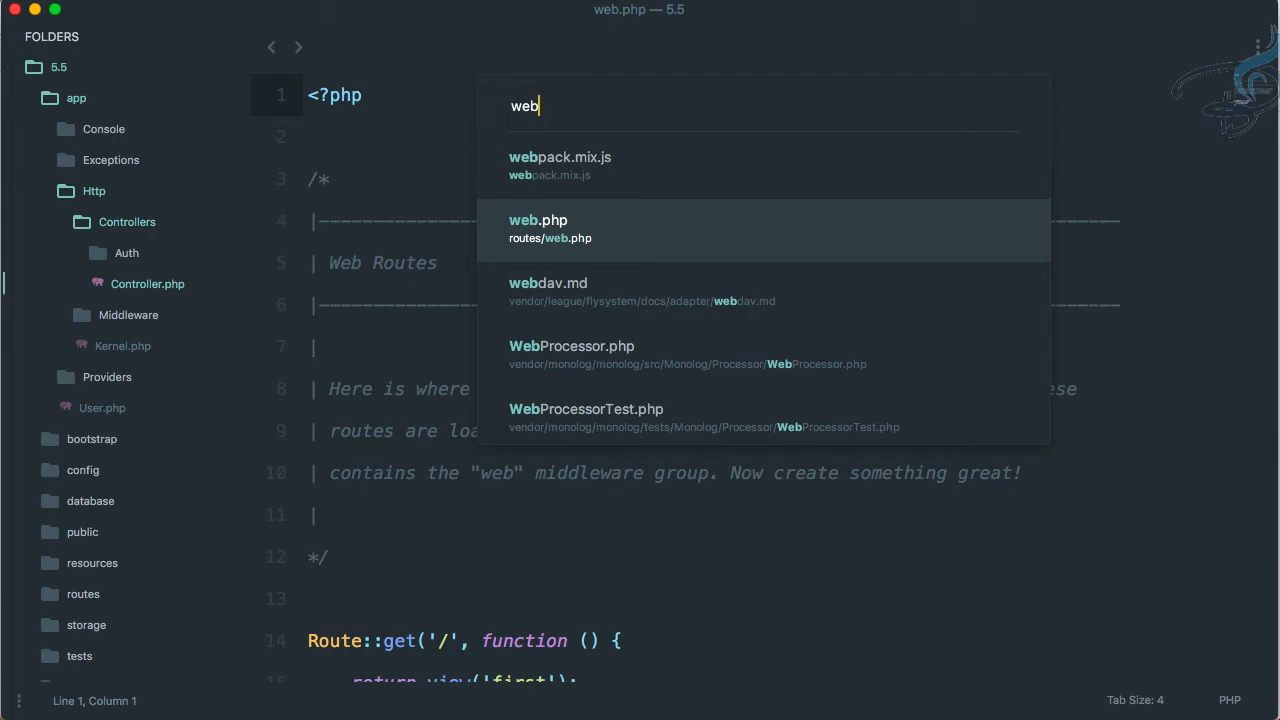 web.php — 5.5
FOLDERS
5.5
app
Console
Exceptions
Http
Controllers
Auth
Controller.php
Middleware
Kernel.php
Providers
User.php
bootstrap
config
database
public
resources
routes
storage
tests
1 <?php
2
3 /*
4 |--------------------------------------------------------------------------
5 | Web Routes
6 |--------------------------------------------------------------------------
7 |
8 | Here is where
9 | routes are loa
10 | contains the "web" middleware group. Now create something great!
11 |
12 */
13
14 Route::get('/', function () {
15 return view('first');
web
webpack.mix.js
webpack.mix.js
web.php
routes/web.php
webdav.md
vendor/league/flysystem/docs/adapter/webdav.md
WebProcessor.php
vendor/monolog/monolog/src/Monolog/Processor/WebProcessor.php
WebProcessorTest.php
vendor/monolog/monolog/tests/Monolog/Processor/WebProcessorTest.php
Line 1, Column 1
Tab Size: 4
PHP